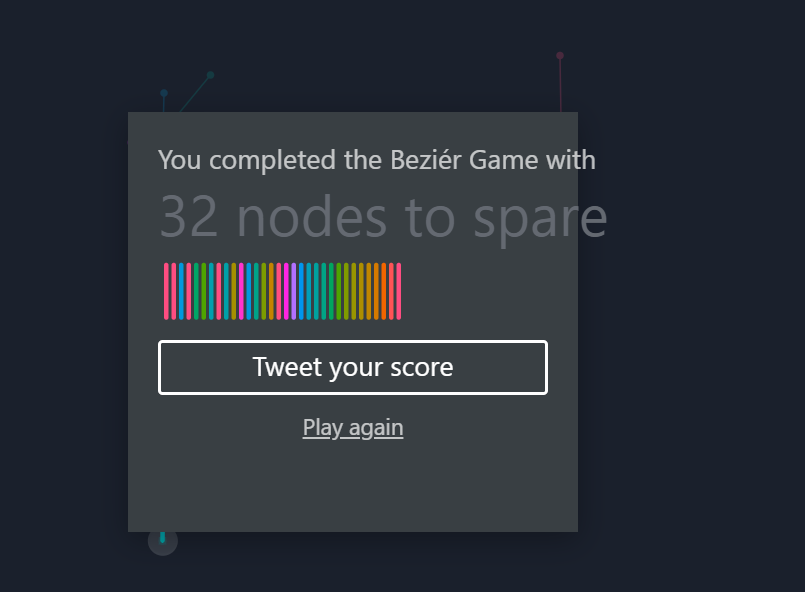 You completed the Beziér Game with
32 nodes to spare
Tweet your score
Play again